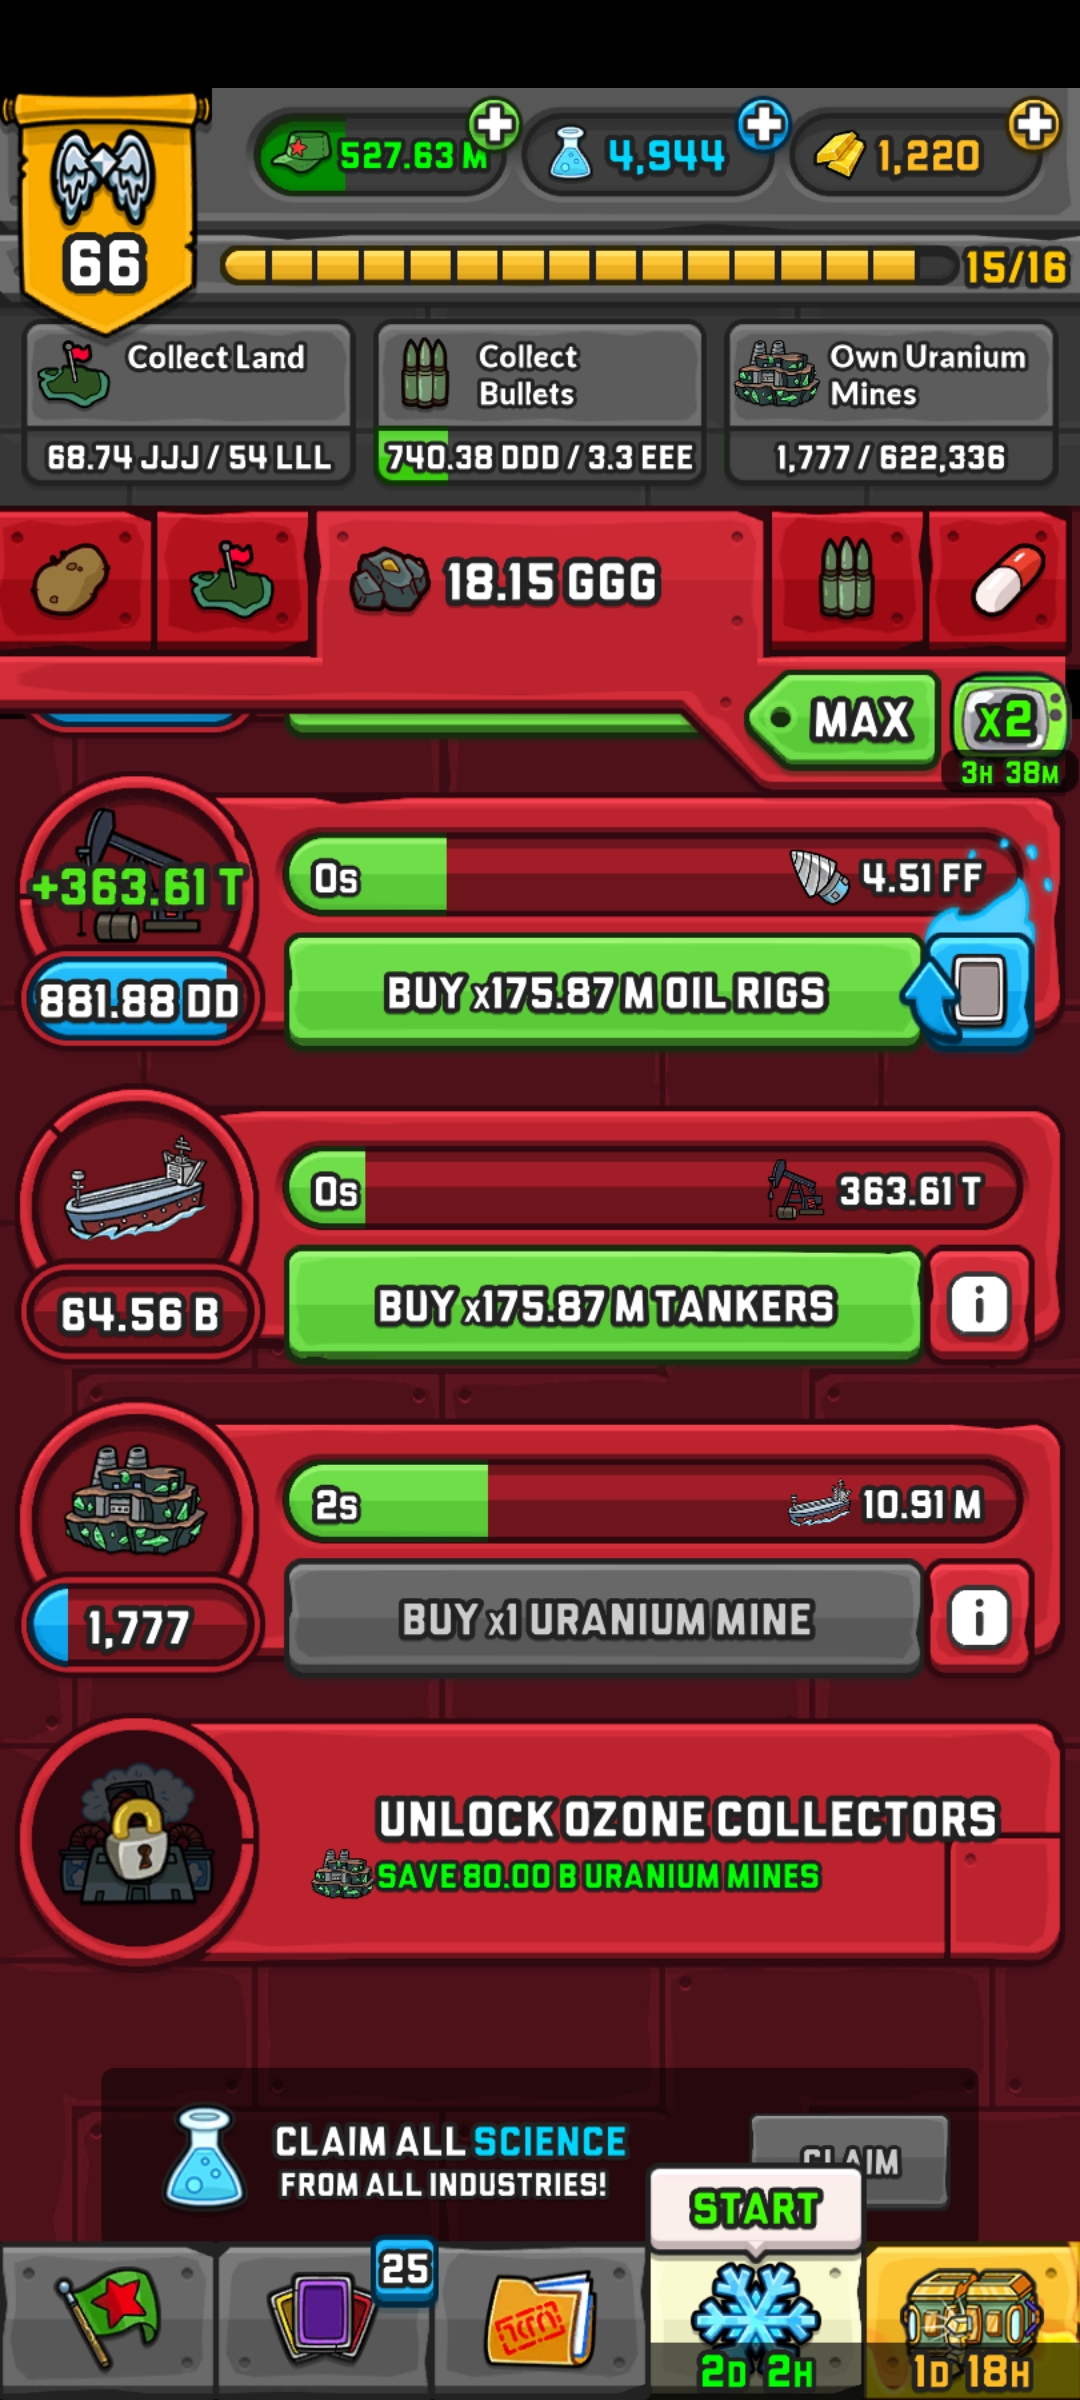 66
527.63 M
4,944
1,220
15/16
Collect Land
68.74 JJJ / 54 LLL
Collect
Bullets
740.38 DDD / 3.3 EEE
Own Uranium
Mines
1,777 / 622,336
18.15 GGG
MAX
x2
3H 38M
+363.61 T
0s
4.51 FF
881.88 DD
BUY x175.87 M OIL RIGS
0s
363.61 T
64.56 B
BUY x175.87 M TANKERS
i
2s
10.91 M
1,777
BUY x1 URANIUM MINE
i
UNLOCK OZONE COLLECTORS
SAVE 80.00 B URANIUM MINES
CLAIM ALL SCIENCE
FROM ALL INDUSTRIES!
CLAIM
START
25
2D 2H
1D 18H